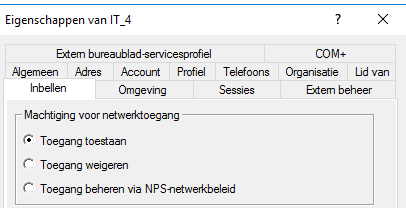 Eigenschappen van IT_4
Extern bureaublad-servicesprofiel COM+
Algemeen Adres Account Profiel Telefoons Organisatie Lid van
Inbellen Omgeving Sessies Extern beheer
Machtiging voor netwerktoegang
Toegang toestaan
Toegang weigeren
Toegang beheren via NPS-netwerkbeleid